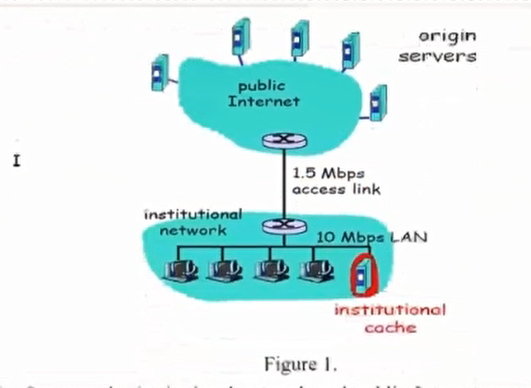 origin
servers
public
Internet
1.5 Mbps
access link
institutional
network
10 Mbps LAN
institutional
cache
Figure 1.